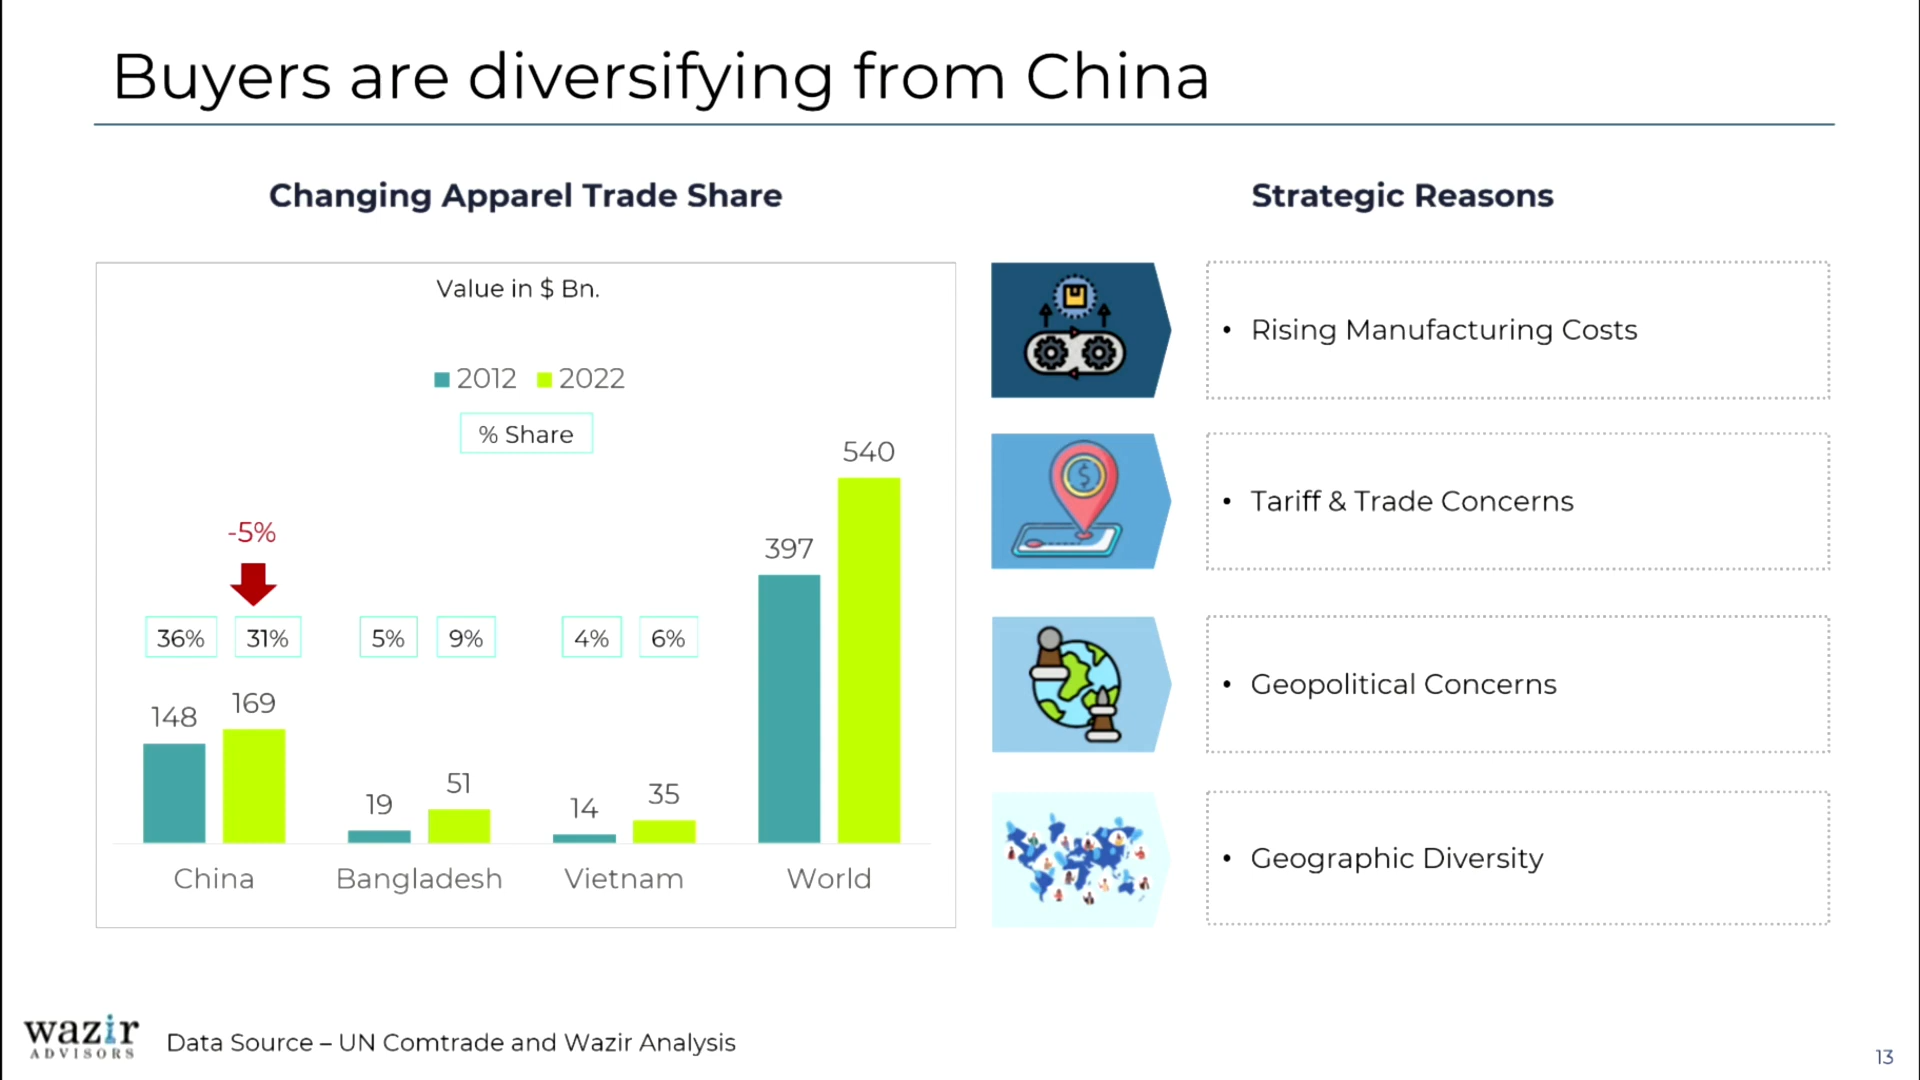 Buyers are diversifying from China
Changing Apparel Trade Share
Value in $ Bn.
2012 2022
% Share
540
397
-5%
36% 31% 5% 9% 4% 6%
148 169 19 51 14 35
China Bangladesh Vietnam World
Strategic Reasons
• Rising Manufacturing Costs
• Tariff & Trade Concerns
• Geopolitical Concerns
• Geographic Diversity
wazir
ADVISORS
Data Source – UN Comtrade and Wazir Analysis
13